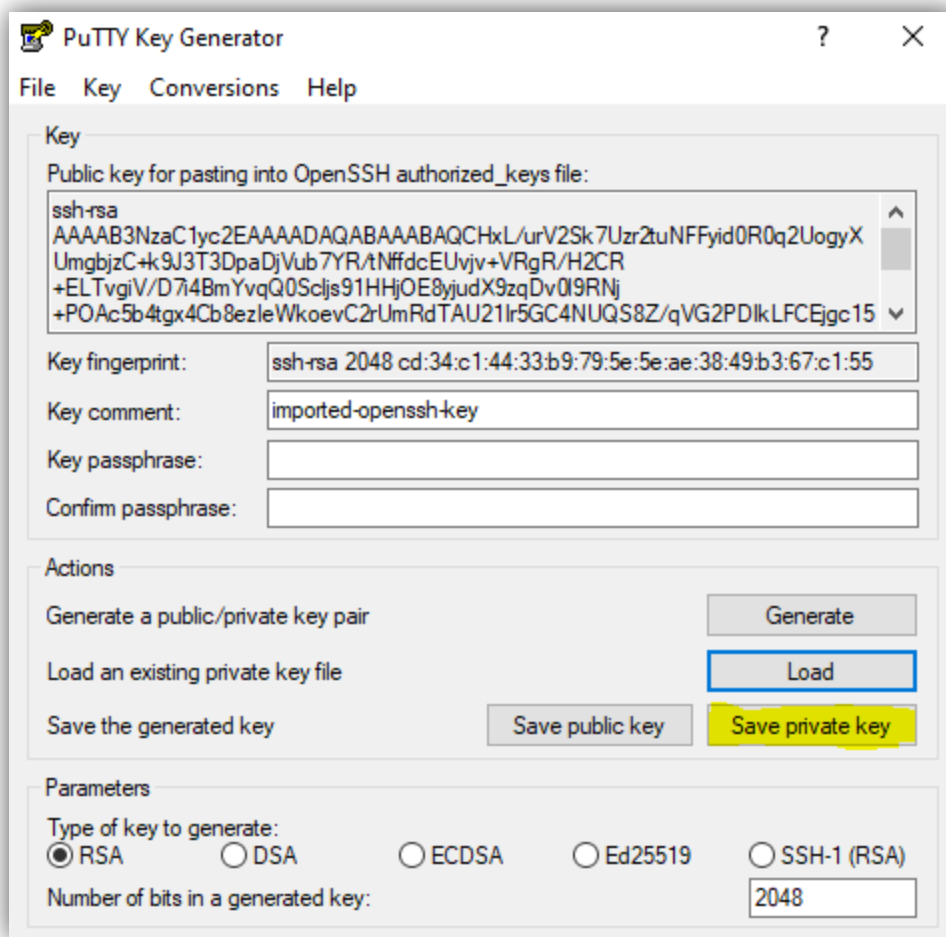 PuTTY Key Generator
File Key Conversions Help
Key
Public key for pasting into OpenSSH authorized_keys file:
ssh-rsa
AAAAB3NzaC1yc2EAAAADAQABAAABAQCHxL/urV2Sk7Uzr2tuNFFyid0R0q2UogyX
UmgbjzC+k9J3T3DpaDjVub7YR/tNffdcEUvjv+VRgR/H2CR
+ELTvgiV/D7i4BmYvqQ0ScIjs91HHjOE8yjudX9zqDv0I9RNj
+POAc5b4tgx4Cb8ezIeWkoevC2rUmRdTAU21Ir5GC4NUQS8Z/qVG2PDIkLFCEjgc15
Key fingerprint: ssh-rsa 2048 cd:34:c1:44:33:b9:79:5e:5e:ae:38:49:b3:67:c1:55
Key comment: imported-openssh-key
Key passphrase:
Confirm passphrase:
Actions
Generate a public/private key pair Generate
Load an existing private key file Load
Save the generated key Save public key Save private key
Parameters
Type of key to generate:
RSA DSA ECDSA Ed25519 SSH-1 (RSA)
Number of bits in a generated key: 2048